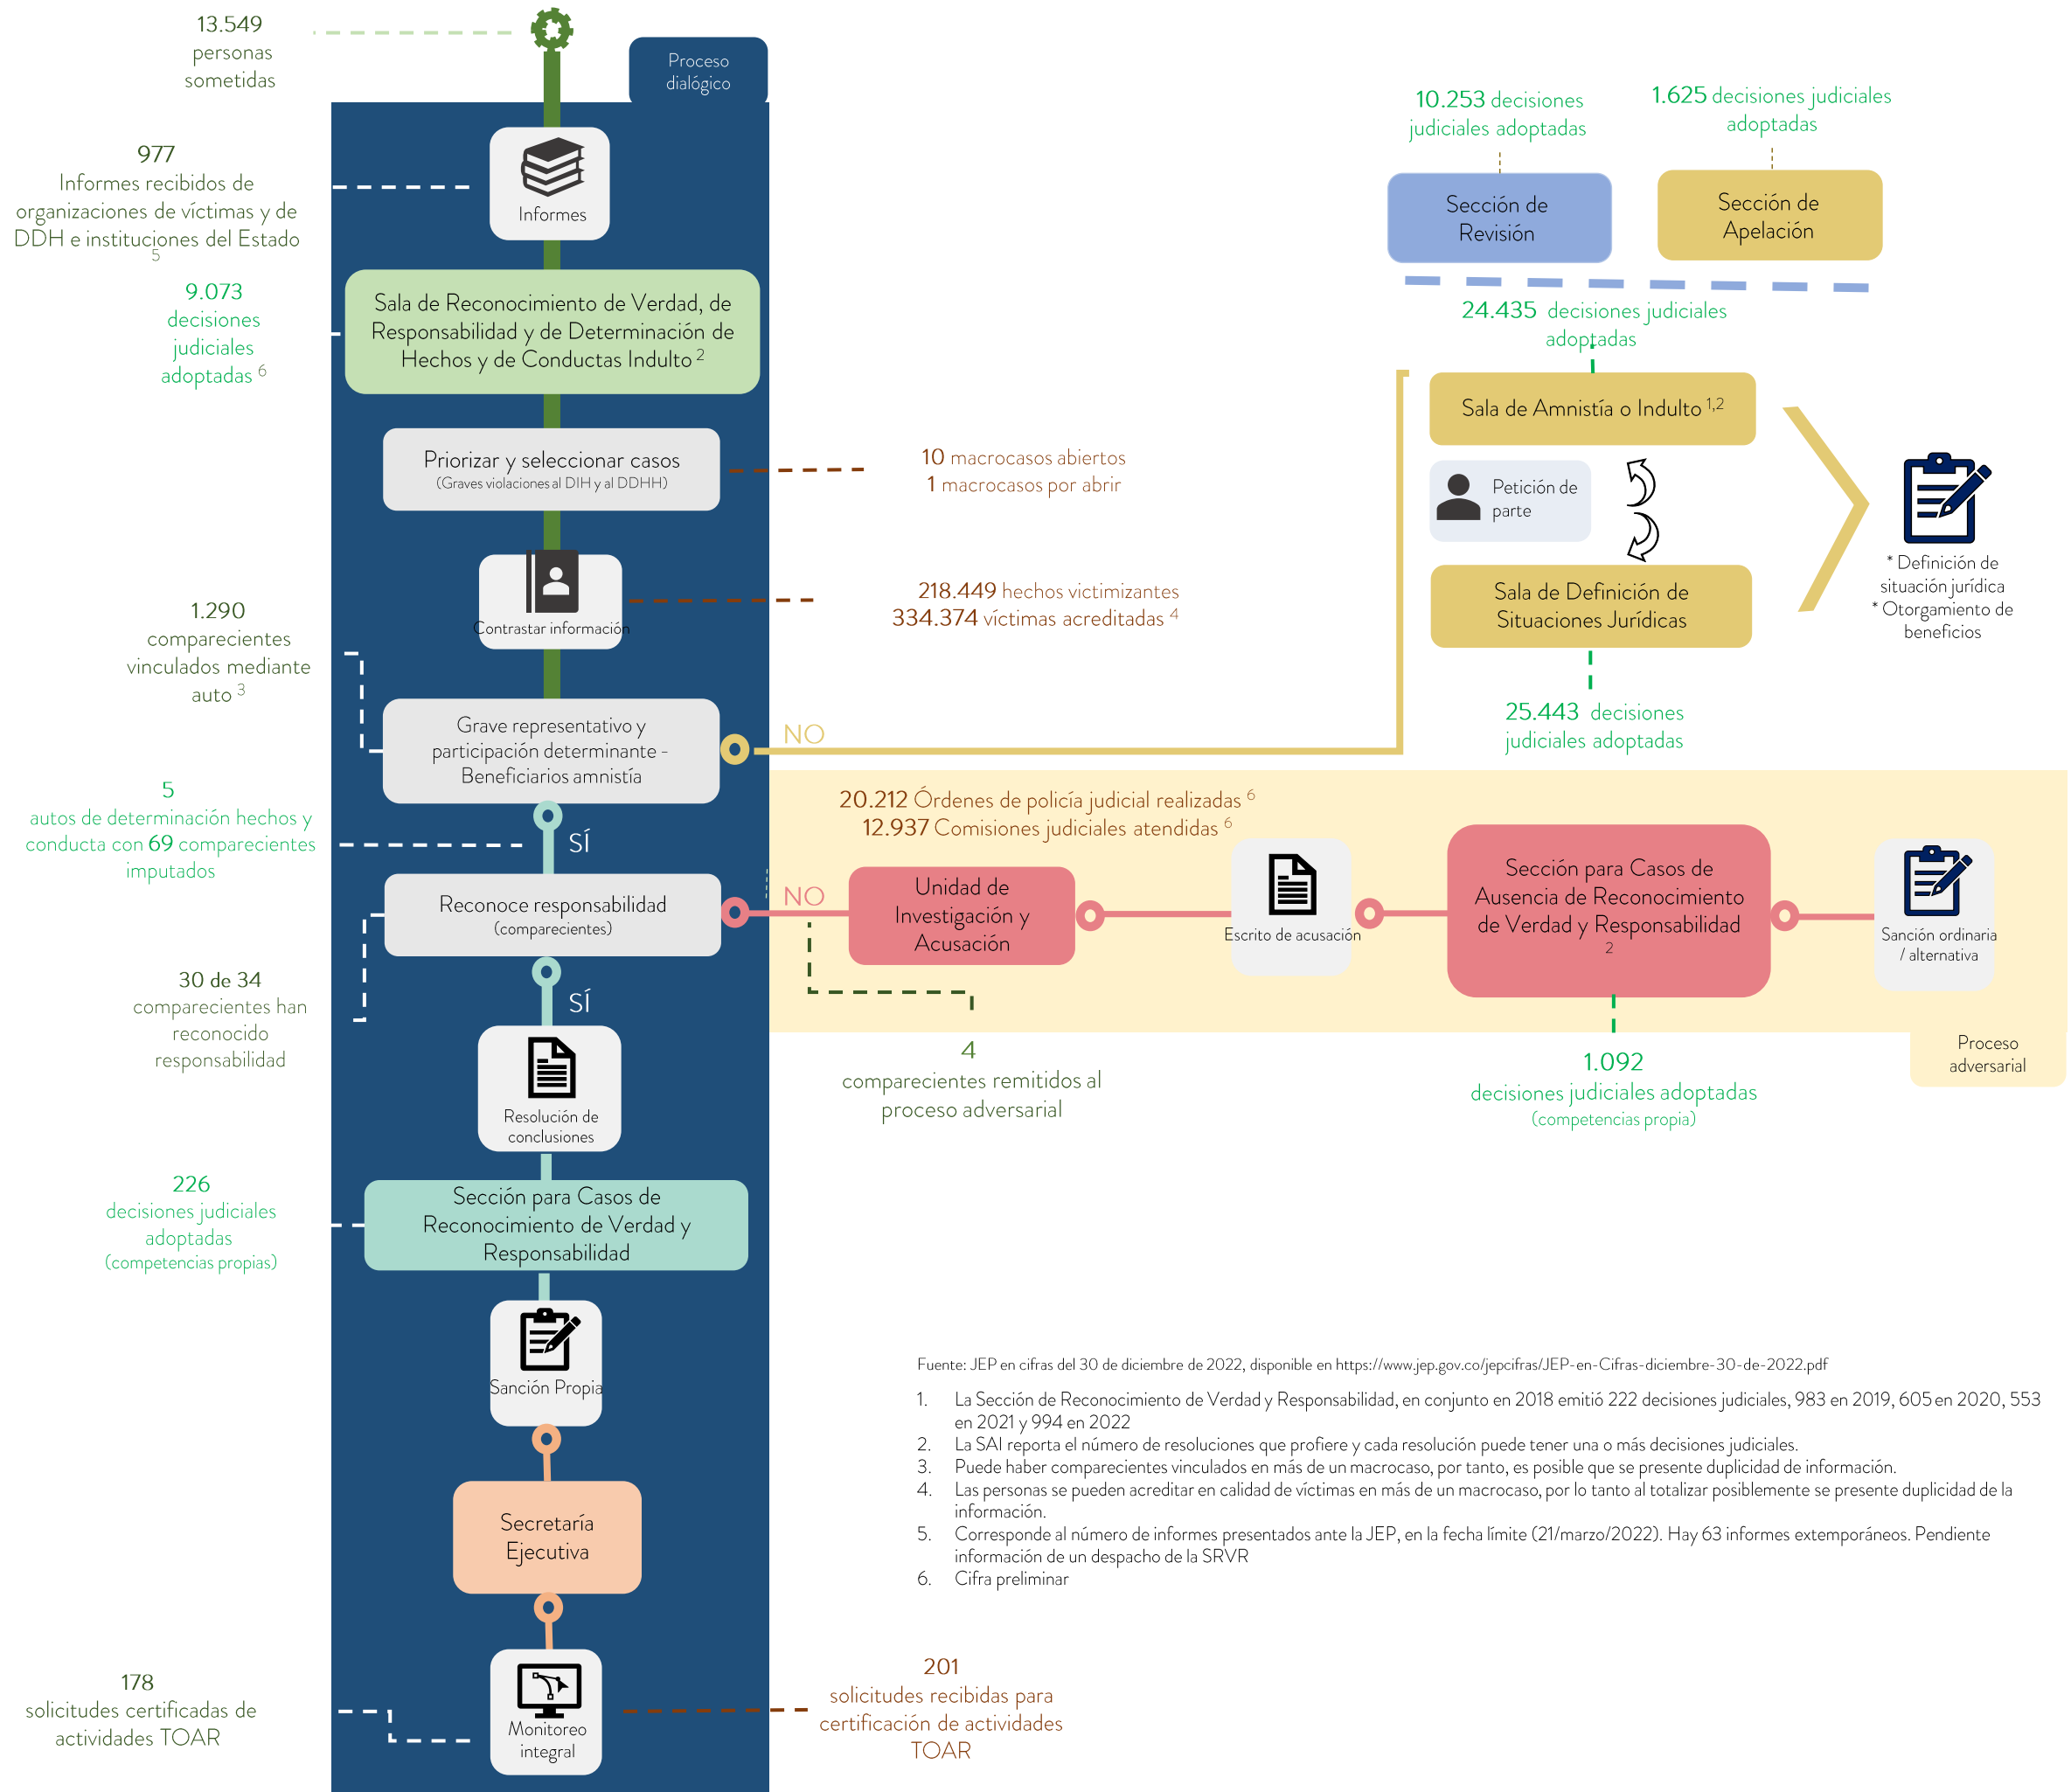 13.549
personas
sometidas
Proceso
dialógico
977
Informes recibidos de
organizaciones de víctimas y de
DDH e instituciones del Estado
5
Informes
9.073
decisiones
judiciales
adoptadas 6
Sala de Reconocimiento de Verdad, de
Responsabilidad y de Determinación de
Hechos y de Conductas Indulto 2
Priorizar y seleccionar casos
(Graves violaciones al DIH y al DDHH)
10 macrocasos abiertos
1 macrocasos por abrir
Contrastar información
218.449 hechos victimizantes
334.374 víctimas acreditadas 4
1.290
comparecientes
vinculados mediante
auto 3
Grave representativo y
participación determinante -
Beneficiarios amnistía
NO
10.253 decisiones
judiciales adoptadas
1.625 decisiones judiciales
adoptadas
Sección de
Revisión
Sección de
Apelación
24.435 decisiones judiciales
adoptadas
Sala de Amnistía o Indulto 1,2
Petición de
parte
Sala de Definición de
Situaciones Jurídicas
* Definición de
situación jurídica
* Otorgamiento de
beneficios
25.443 decisiones
judiciales adoptadas
5
autos de determinación hechos y
conducta con 69 comparecientes
imputados
SÍ
Reconoce responsabilidad
(comparecientes)
NO
20.212 Órdenes de policía judicial realizadas 6
12.937 Comisiones judiciales atendidas 6
Unidad de
Investigación y
Acusación
Escrito de acusación
Sección para Casos de
Ausencia de Reconocimiento
de Verdad y Responsabilidad
2
Sanción ordinaria
/ alternativa
Proceso
adversarial
30 de 34
comparecientes han
reconocido
responsabilidad
SÍ
4
comparecientes remitidos al
proceso adversarial
1.092
decisiones judiciales adoptadas
(competencias propia)
Resolución de
conclusiones
226
decisiones judiciales
adoptadas
(competencias propias)
Sección para Casos de
Reconocimiento de Verdad y
Responsabilidad
Sanción Propia
Secretaría
Ejecutiva
178
solicitudes certificadas de
actividades TOAR
Monitoreo
integral
201
solicitudes recibidas para
certificación de actividades
TOAR
Fuente: JEP en cifras del 30 de diciembre de 2022, disponible en https://www.jep.gov.co/jepcifras/JEP-en-Cifras-diciembre-30-de-2022.pdf
1. La Sección de Reconocimiento de Verdad y Responsabilidad, en conjunto en 2018 emitió 222 decisiones judiciales, 983 en 2019, 605 en 2020, 553
en 2021 y 994 en 2022
2. La SAI reporta el número de resoluciones que profiere y cada resolución puede tener una o más decisiones judiciales.
3. Puede haber comparecientes vinculados en más de un macrocaso, por tanto, es posible que se presente duplicidad de información.
4. Las personas se pueden acreditar en calidad de víctimas en más de un macrocaso, por lo tanto al totalizar posiblemente se presente duplicidad de la
información.
5. Corresponde al número de informes presentados ante la JEP, en la fecha límite (21/marzo/2022). Hay 63 informes extemporáneos. Pendiente
información de un despacho de la SRVR
6. Cifra preliminar